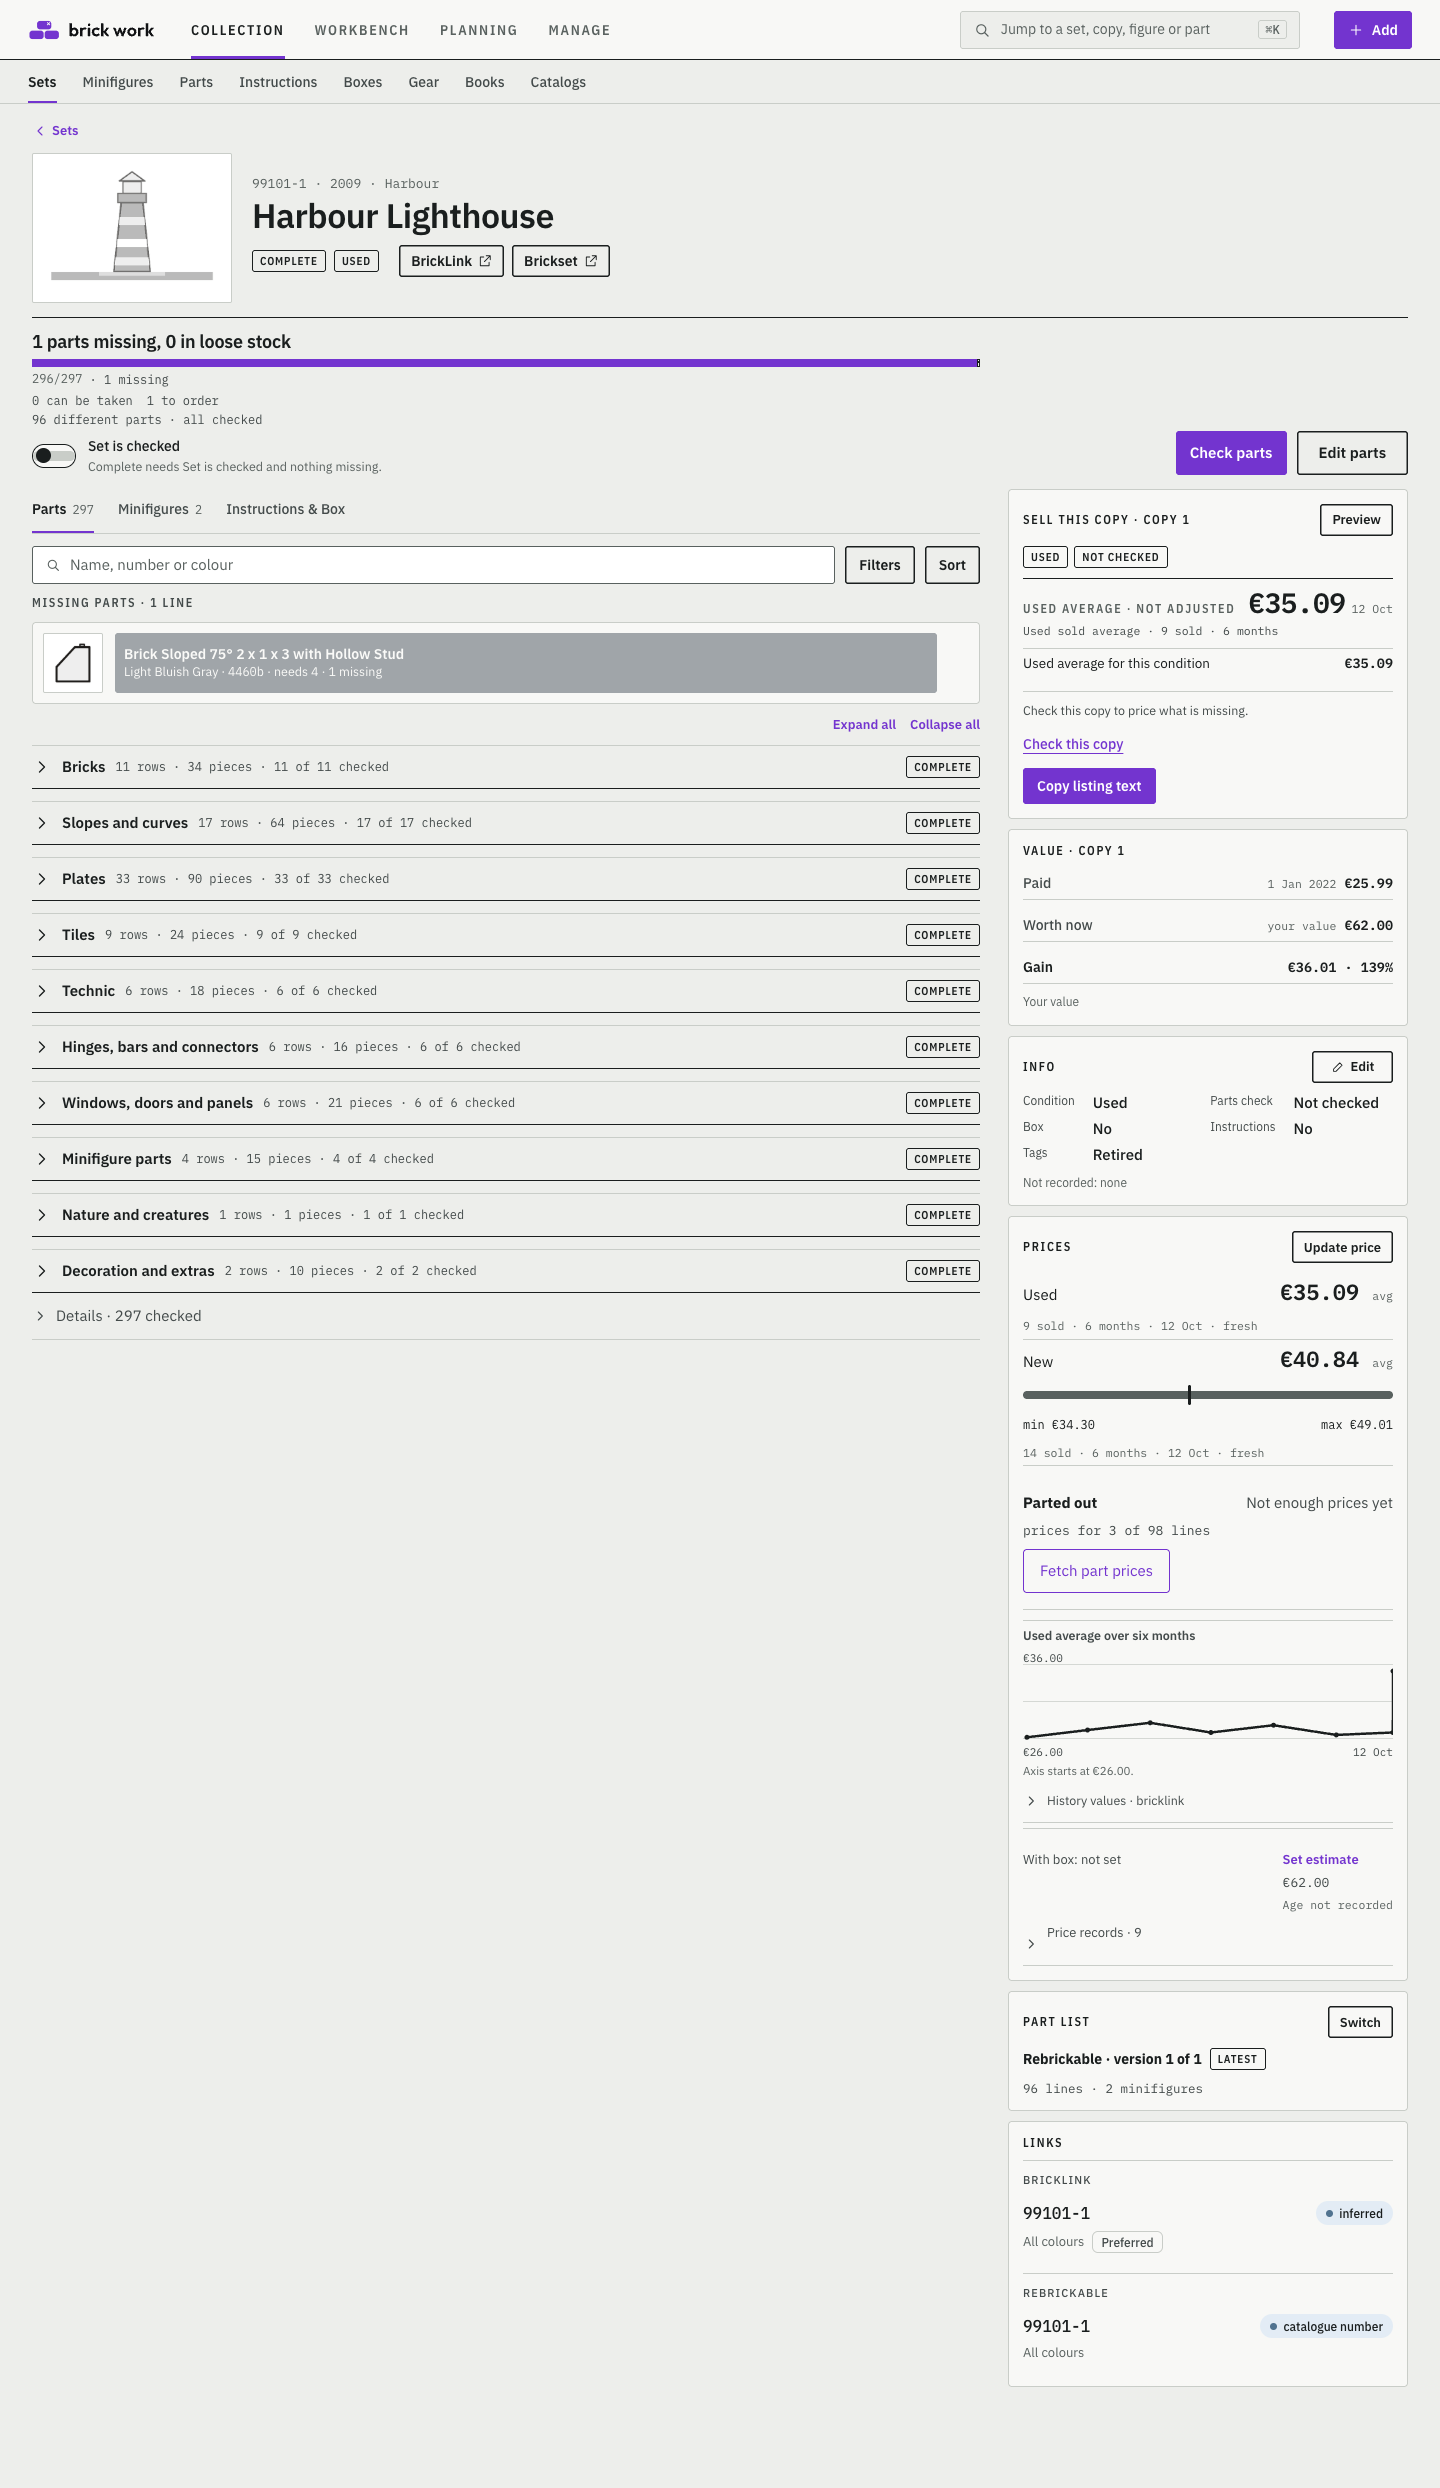 brick work
COLLECTION
WORKBENCH
PLANNING
MANAGE
Jump to a set, copy, figure or part
⌘K
Add
Sets
Minifigures
Parts
Instructions
Boxes
Gear
Books
Catalogs
Sets
99101-1 · 2009 · Harbour
Harbour Lighthouse
COMPLETE
USED
BrickLink
Brickset
1 parts missing, 0 in loose stock
296/297 · 1 missing
0 can be taken 1 to order
96 different parts · all checked
Set is checked
Complete needs Set is checked and nothing missing.
Check parts
Edit parts
Parts 297
Minifigures 2
Instructions & Box
Name, number or colour
Filters
Sort
MISSING PARTS · 1 LINE
Brick Sloped 75° 2 x 1 x 3 with Hollow Stud
Light Bluish Gray · 4460b · needs 4 · 1 missing
Expand all
Collapse all
Bricks 11 rows · 34 pieces · 11 of 11 checked COMPLETE
Slopes and curves 17 rows · 64 pieces · 17 of 17 checked COMPLETE
Plates 33 rows · 90 pieces · 33 of 33 checked COMPLETE
Tiles 9 rows · 24 pieces · 9 of 9 checked COMPLETE
Technic 6 rows · 18 pieces · 6 of 6 checked COMPLETE
Hinges, bars and connectors 6 rows · 16 pieces · 6 of 6 checked COMPLETE
Windows, doors and panels 6 rows · 21 pieces · 6 of 6 checked COMPLETE
Minifigure parts 4 rows · 15 pieces · 4 of 4 checked COMPLETE
Nature and creatures 1 rows · 1 pieces · 1 of 1 checked COMPLETE
Decoration and extras 2 rows · 10 pieces · 2 of 2 checked COMPLETE
Details · 297 checked
SELL THIS COPY · COPY 1
Preview
USED
NOT CHECKED
USED AVERAGE · NOT ADJUSTED €35.09 12 Oct
Used sold average · 9 sold · 6 months
Used average for this condition €35.09
Check this copy to price what is missing.
Check this copy
Copy listing text
VALUE · COPY 1
Paid 1 Jan 2022 €25.99
Worth now your value €62.00
Gain €36.01 · 139%
Your value
INFO
Edit
Condition Used Parts check Not checked
Box No Instructions No
Tags Retired
Not recorded: none
PRICES
Update price
Used €35.09 avg
9 sold · 6 months · 12 Oct · fresh
New €40.84 avg
min €34.30 max €49.01
14 sold · 6 months · 12 Oct · fresh
Parted out Not enough prices yet
prices for 3 of 98 lines
Fetch part prices
Used average over six months
€36.00
€26.00 12 Oct
Axis starts at €26.00.
History values · bricklink
With box: not set Set estimate
€62.00
Age not recorded
Price records · 9
PART LIST
Switch
Rebrickable · version 1 of 1 LATEST
96 lines · 2 minifigures
LINKS
BRICKLINK
99101-1 inferred
All colours Preferred
REBRICKABLE
99101-1 catalogue number
All colours